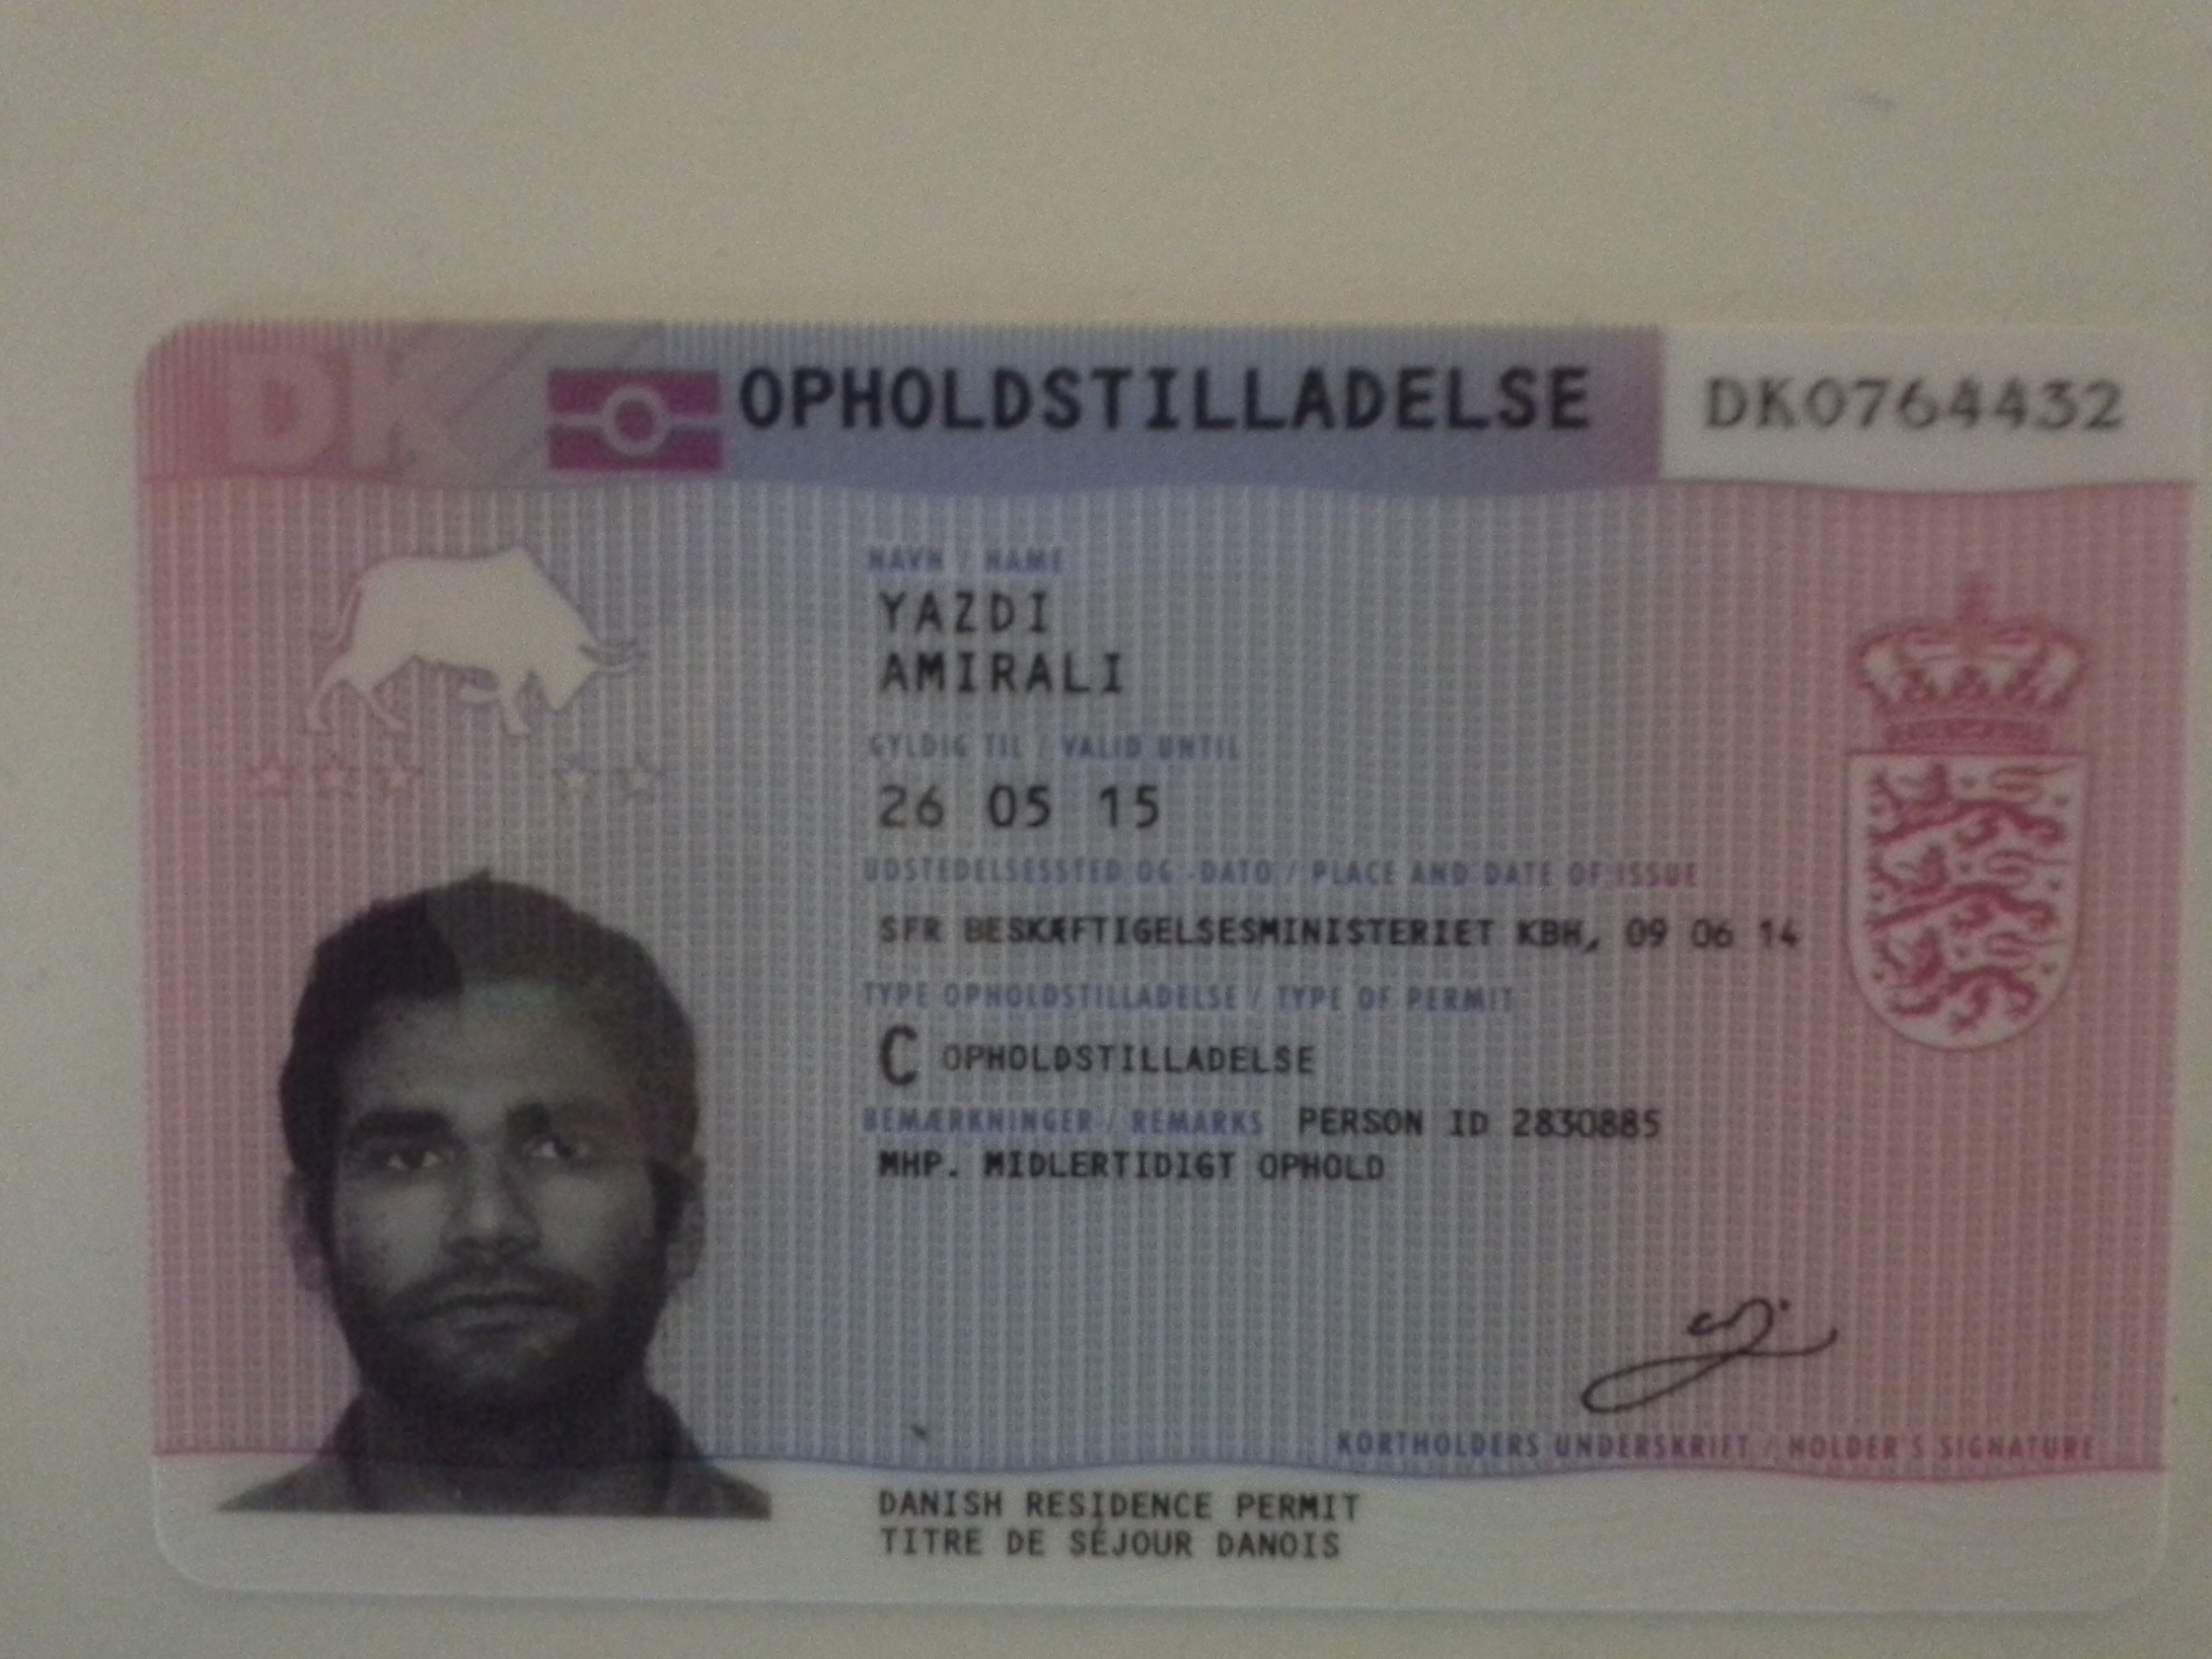 DK OPHOLDSTILLADELSE DK0764432
NAVN / NAME
YAZDI
AMIRALI
GYLDIG TIL / VALID UNTIL
26 05 15
UDSTEDELSESSTED OG -DATO / PLACE AND DATE OF ISSUE
SFR BESKÆFTIGELSESMINISTERIET KBH, 09 06 14
TYPE OPHOLDSTILLADELSE / TYPE OF PERMIT
C OPHOLDSTILLADELSE
BEMÆRKNINGER / REMARKS PERSON ID 2830885
MHP. MIDLERTIDIGT OPHOLD
KORTHOLDERS UNDERSKRIFT / HOLDER'S SIGNATURE
DANISH RESIDENCE PERMIT
TITRE DE SÉJOUR DANOIS